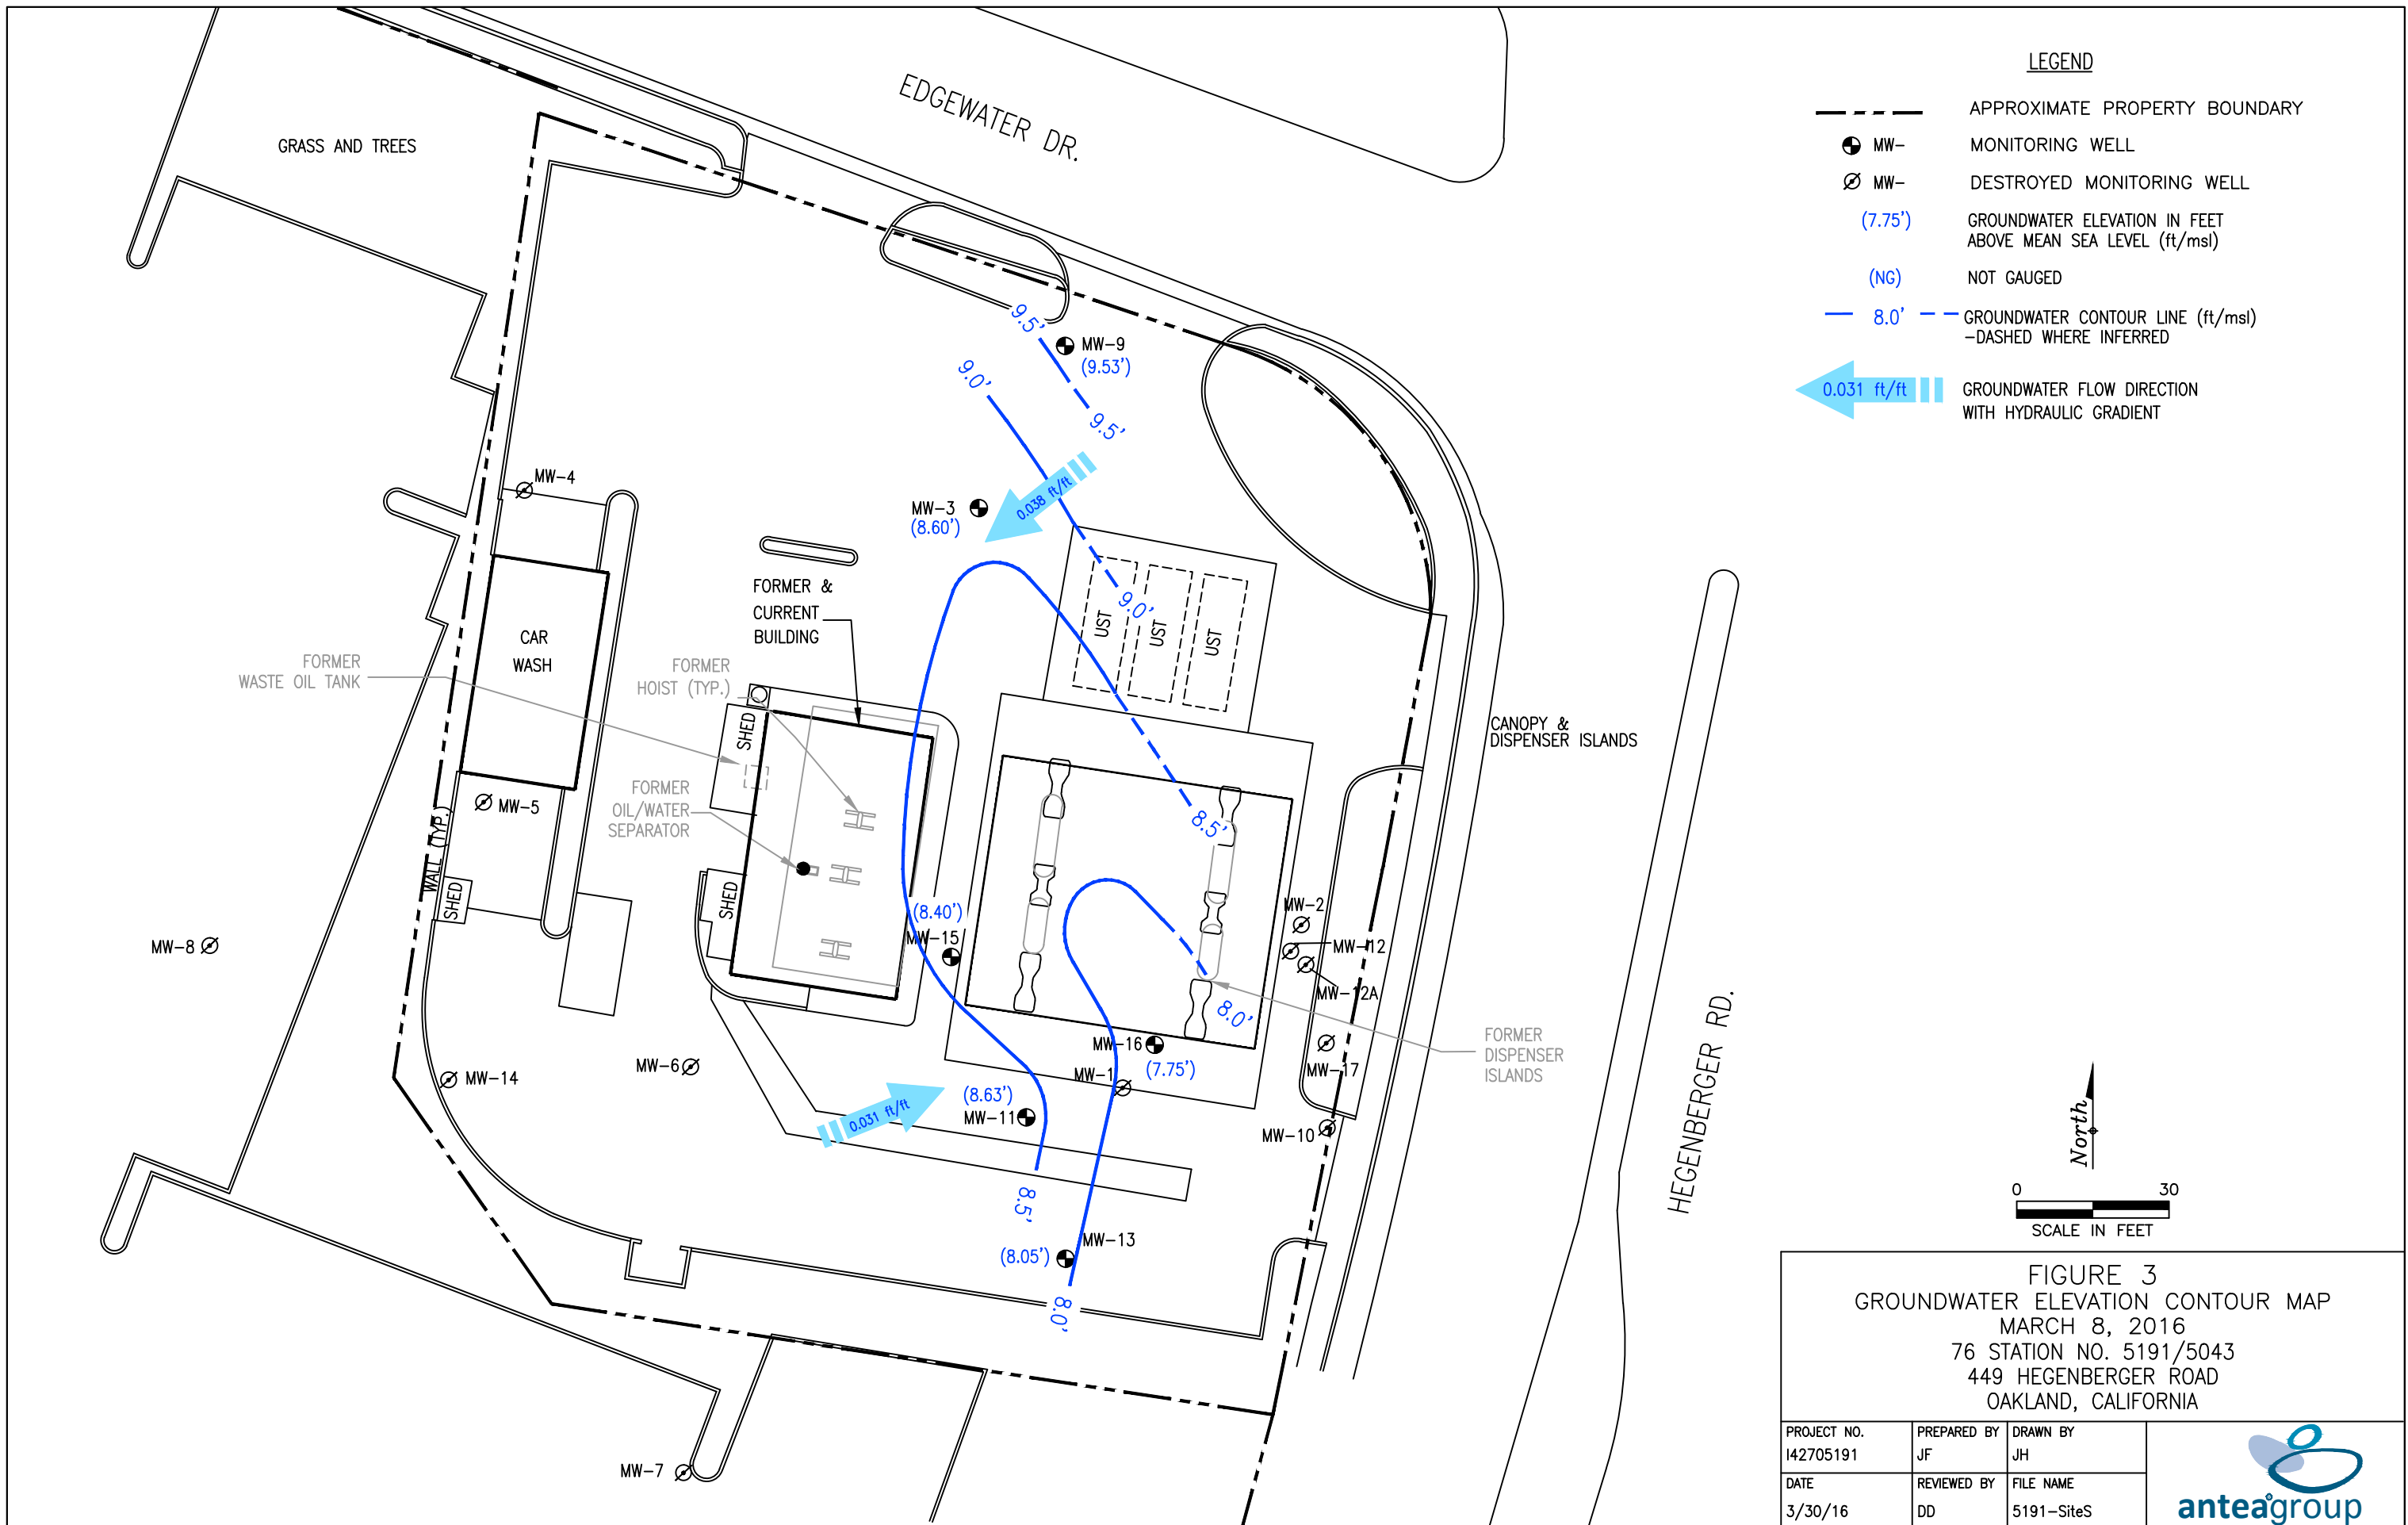 LEGEND
APPROXIMATE PROPERTY BOUNDARY
MW- MONITORING WELL
MW- DESTROYED MONITORING WELL
(7.75') GROUNDWATER ELEVATION IN FEET
ABOVE MEAN SEA LEVEL (ft/msl)
(NG) NOT GAUGED
8.0' GROUNDWATER CONTOUR LINE (ft/msl)
-DASHED WHERE INFERRED
0.031 ft/ft GROUNDWATER FLOW DIRECTION
WITH HYDRAULIC GRADIENT
EDGEWATER DR.
GRASS AND TREES
9.5'
MW-9
(9.53')
9.0'
9.5'
MW-4
MW-3
(8.60')
0.038 ft/ft
FORMER &
CURRENT
BUILDING
9.0'
UST
UST
UST
CAR
WASH
FORMER
WASTE OIL TANK
FORMER
HOIST (TYP.)
SHED
CANOPY &
DISPENSER ISLANDS
FORMER
OIL/WATER
SEPARATOR
MW-5
WALL (TYP.)
SHED
SHED
8.5'
(8.40')
MW-15
MW-2
MW-12
MW-12A
MW-8
8.0'
MW-16
(7.75')
MW-1
MW-17
FORMER
DISPENSER
ISLANDS
HEGENBERGER RD.
MW-6
MW-14
(8.63')
MW-11
0.031 ft/ft
MW-10
8.5'
MW-13
(8.05')
8.0'
MW-7
North
0 30
SCALE IN FEET
FIGURE 3
GROUNDWATER ELEVATION CONTOUR MAP
MARCH 8, 2016
76 STATION NO. 5191/5043
449 HEGENBERGER ROAD
OAKLAND, CALIFORNIA
PROJECT NO. PREPARED BY DRAWN BY
I42705191 JF JH
DATE REVIEWED BY FILE NAME
3/30/16 DD 5191-SiteS
anteagroup